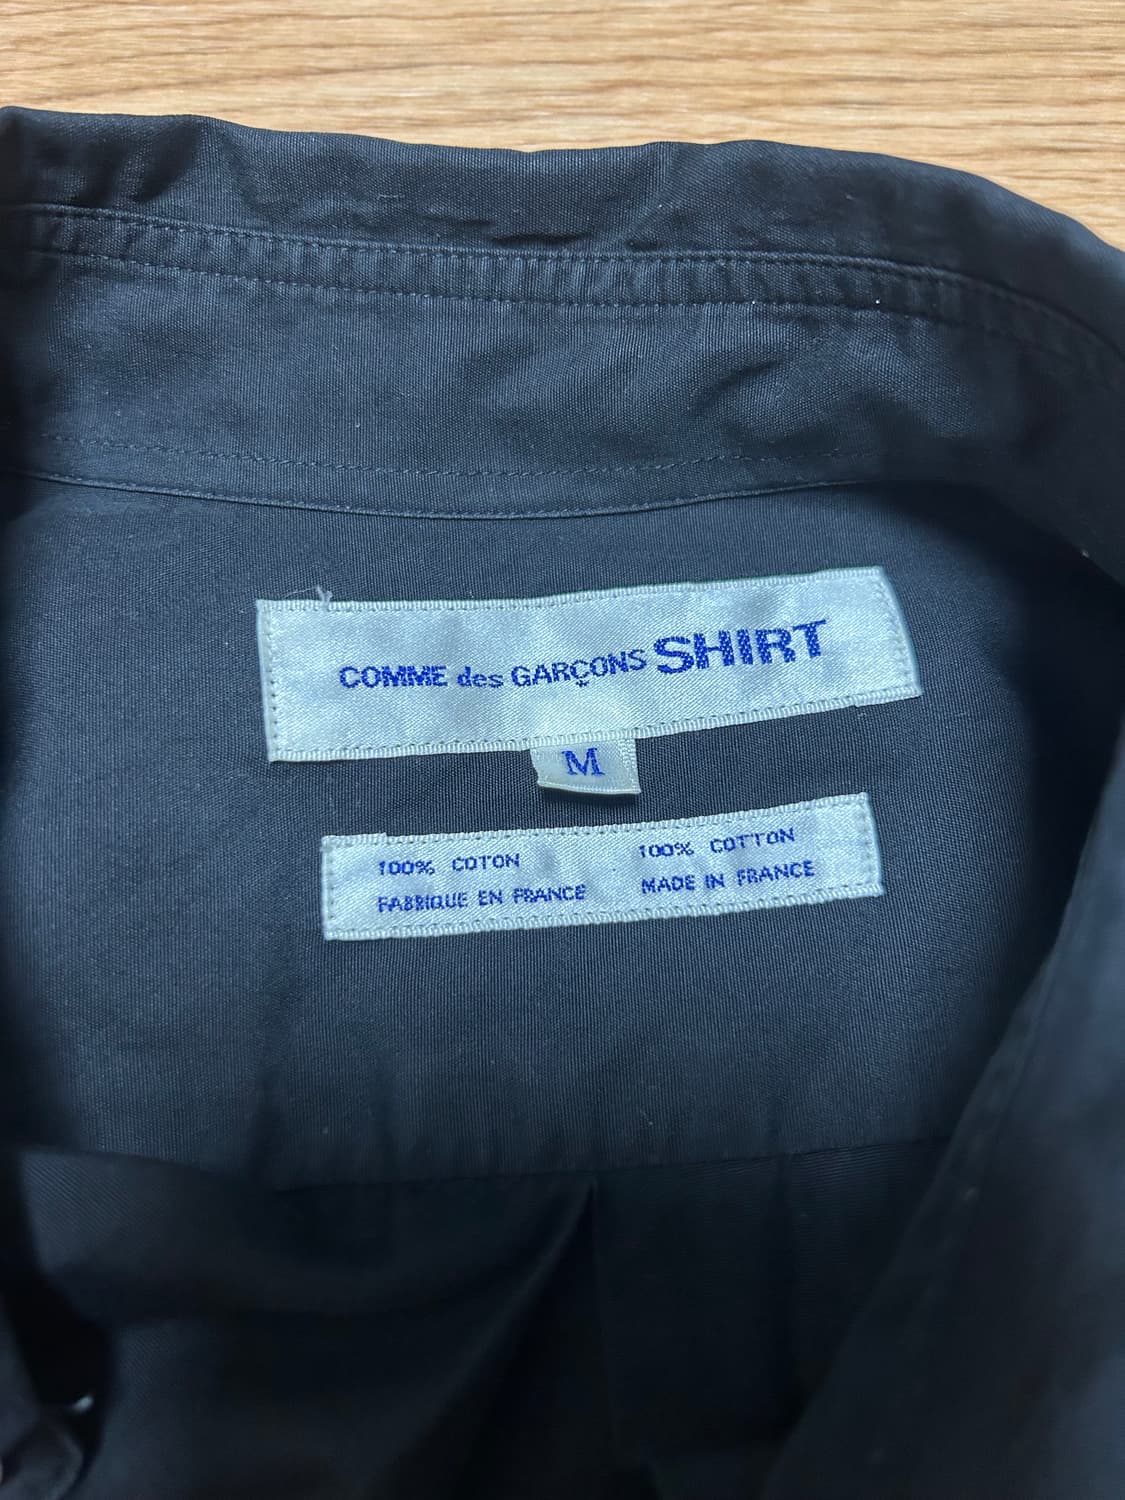 COMME des GARÇONS SHIRT
M
100% COTON
FABRIQUE EN FRANCE
100% COTTON
MADE IN FRANCE